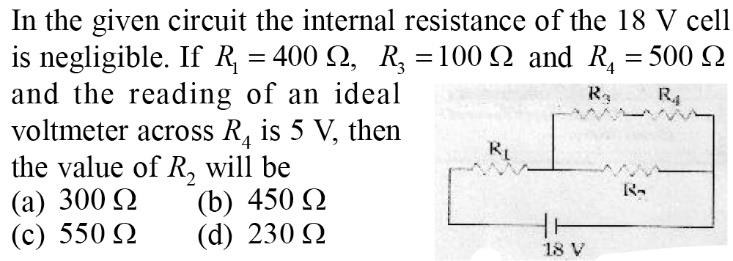 In the given circuit the internal resistance of the 18 V cell
is negligible. If R₁ = 400 Ω, R₃ = 100 Ω and R₄ = 500 Ω
and the reading of an ideal
voltmeter across R₄ is 5 V, then
the value of R₂ will be
(a) 300 Ω (b) 450 Ω
(c) 550 Ω (d) 230 Ω
R₃ R₄
R₁
R₂
18 V